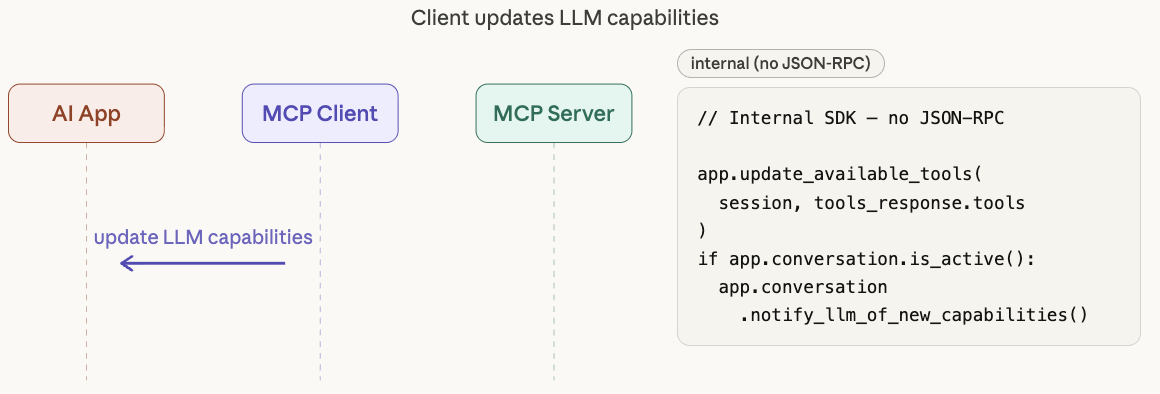 Client updates LLM capabilities
internal (no JSON-RPC)
AI App
MCP Client
MCP Server
// Internal SDK — no JSON-RPC
app.update_available_tools(
  session, tools_response.tools
)
if app.conversation.is_active():
  app.conversation
    .notify_llm_of_new_capabilities()
update LLM capabilities